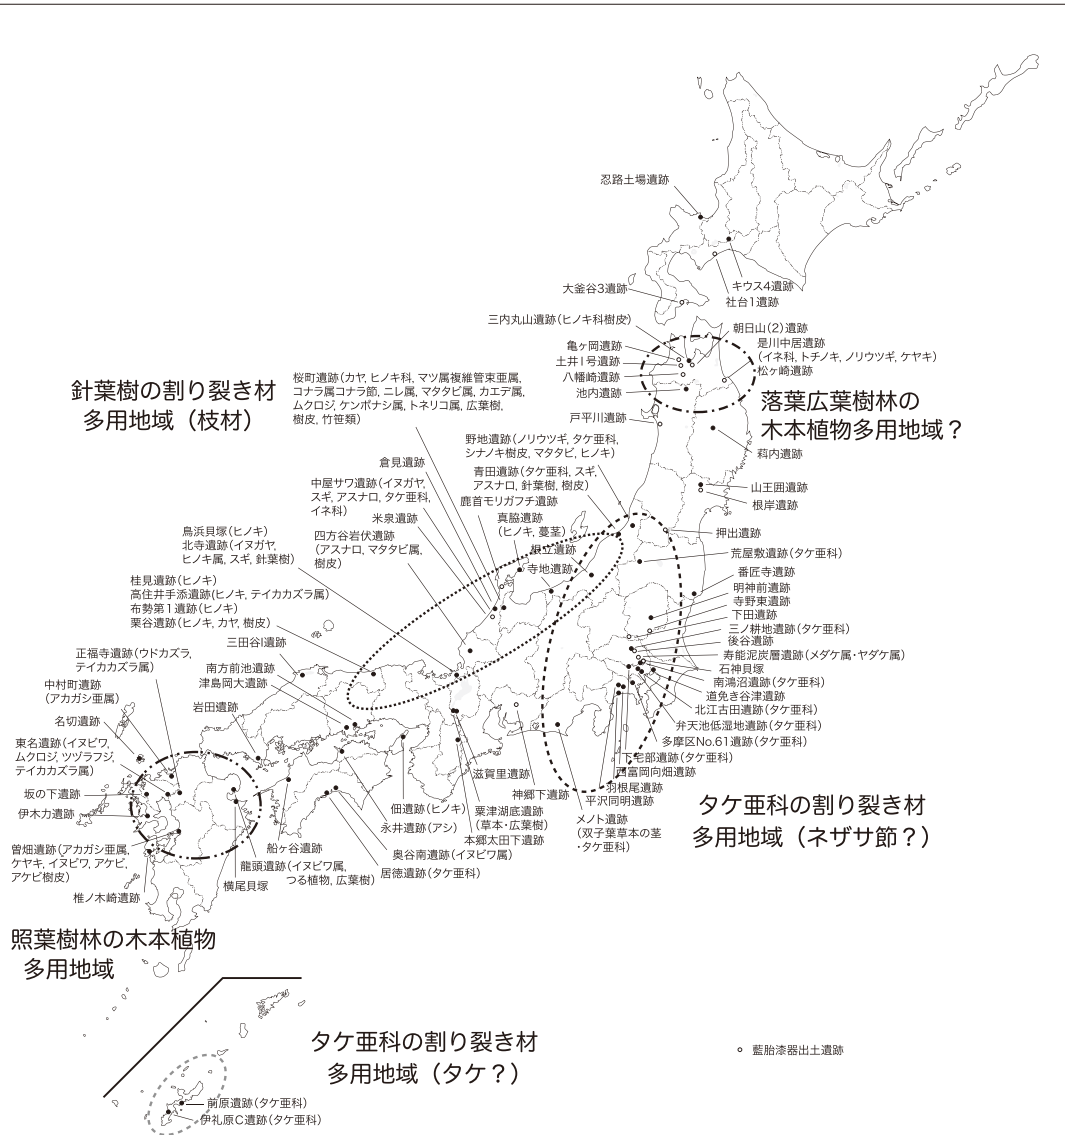 忍路土場遺跡
キウス4遺跡
社台1遺跡
大釜谷3遺跡
三内丸山遺跡(ヒノキ科樹皮)
朝日山(2)遺跡
是川中居遺跡
(イネ科, トチノキ, ノリウツギ, ケヤキ)
松ヶ崎遺跡
亀ヶ岡遺跡
土井Ⅰ号遺跡
八幡崎遺跡
池内遺跡
落葉広葉樹林の
木本植物多用地域?
戸平川遺跡
萪内遺跡
山王囲遺跡
根岸遺跡
押出遺跡
針葉樹の割り裂き材
多用地域(枝材)
桜町遺跡(カヤ, ヒノキ科, マツ属複維管束亜属,
コナラ属コナラ節, ニレ属, マタタビ属, カエデ属,
ムクロジ, ケンポナシ属, トネリコ属, 広葉樹,
樹皮, 竹笹類)
野地遺跡(ノリウツギ, タケ亜科,
シナノキ樹皮, マタタビ, ヒノキ)
青田遺跡(タケ亜科, スギ,
アスナロ, 針葉樹, 樹皮)
倉見遺跡
中屋サワ遺跡(イヌガヤ,
スギ, アスナロ, タケ亜科,
イネ科)
鹿首モリガフチ遺跡
米泉遺跡
真脇遺跡
(ヒノキ, 蔓茎)
四方谷岩伏遺跡
(アスナロ, マタタビ属,
樹皮)
根立遺跡
寺地遺跡
鳥浜貝塚(ヒノキ)
北寺遺跡(イヌガヤ,
ヒノキ属, スギ, 針葉樹)
桂見遺跡(ヒノキ)
高住井手添遺跡(ヒノキ, テイカカズラ属)
布勢第1遺跡(ヒノキ)
栗谷遺跡(ヒノキ, カヤ, 樹皮)
三田谷Ⅰ遺跡
南方前池遺跡
津島岡大遺跡
岩田遺跡
正福寺遺跡(ウドカズラ,
テイカカズラ属)
中村町遺跡
(アカガシ亜属)
名切遺跡
東名遺跡(イヌビワ,
ムクロジ, ツヅラフジ,
テイカカズラ属)
坂の下遺跡
伊木力遺跡
曽畑遺跡(アカガシ亜属,
ケヤキ, イヌビワ, アケビ,
アケビ樹皮)
椎ノ木崎遺跡
荒屋敷遺跡(タケ亜科)
番匠寺遺跡
明神前遺跡
寺野東遺跡
下田遺跡
三ノ耕地遺跡(タケ亜科)
後谷遺跡
寿能泥炭層遺跡(メダケ属・ヤダケ属)
石神貝塚
南鴻沼遺跡(タケ亜科)
道免き谷津遺跡
北江古田遺跡(タケ亜科)
弁天池低湿地遺跡(タケ亜科)
多摩区No.61遺跡(タケ亜科)
下宅部遺跡(タケ亜科)
西富岡向畑遺跡
羽根尾遺跡
平沢同明遺跡
メノト遺跡
(双子葉草本の茎
・タケ亜科)
神郷下遺跡
滋賀里遺跡
粟津湖底遺跡
(草本・広葉樹)
本郷太田下遺跡
佃遺跡(ヒノキ)
永井遺跡(アシ)
奥谷南遺跡(イヌビワ属)
居徳遺跡(タケ亜科)
船ヶ谷遺跡
龍頭遺跡(イヌビワ属,
つる植物, 広葉樹)
横尾貝塚
タケ亜科の割り裂き材
多用地域(ネザサ節?)
照葉樹林の木本植物
多用地域
タケ亜科の割り裂き材
多用地域(タケ?)
前原遺跡(タケ亜科)
伊礼原C遺跡(タケ亜科)
藍胎漆器出土遺跡